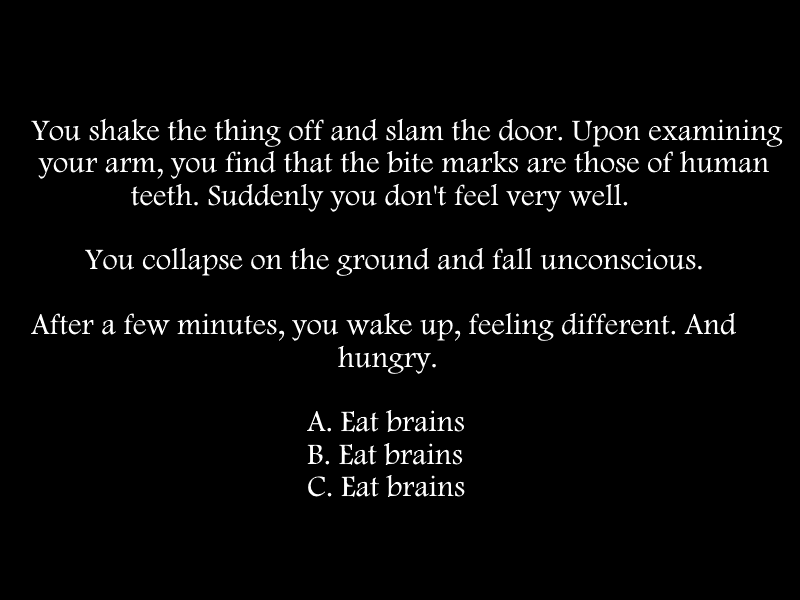 You shake the thing off and slam the door. Upon examining
your arm, you find that the bite marks are those of human
teeth. Suddenly you don't feel very well.
You collapse on the ground and fall unconscious.
After a few minutes, you wake up, feeling different. And
hungry.
A. Eat brains
B. Eat brains
C. Eat brains